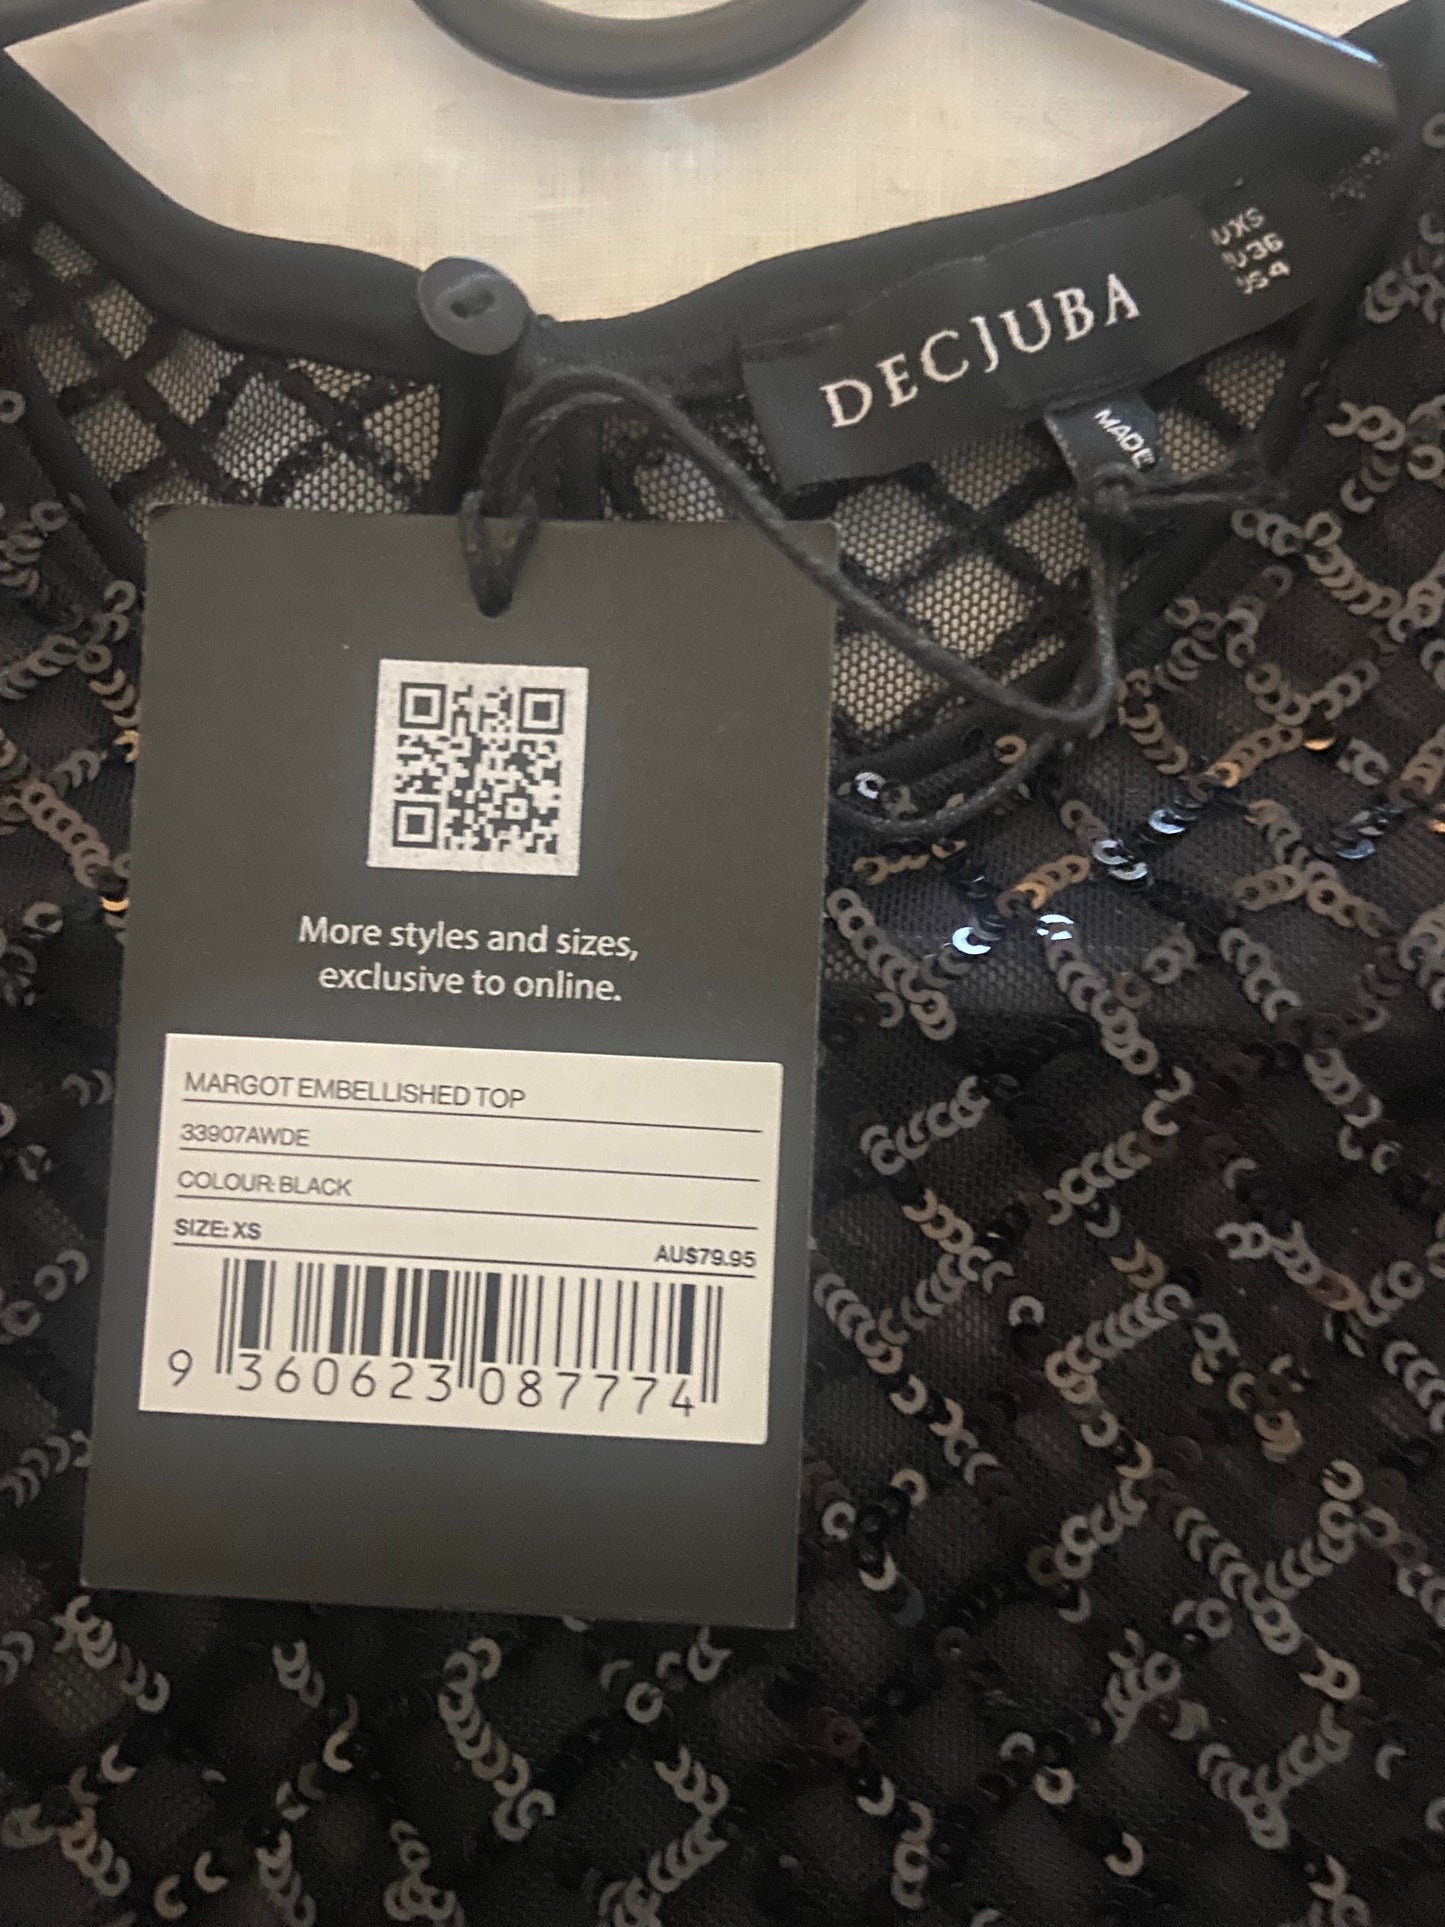 DECJUBA
MADE
More styles and sizes,
exclusive to online.
MARGOT EMBELLISHED TOP
33907AWDE
COLOUR: BLACK
SIZE: XS
AU$79.95
9 360623 087774